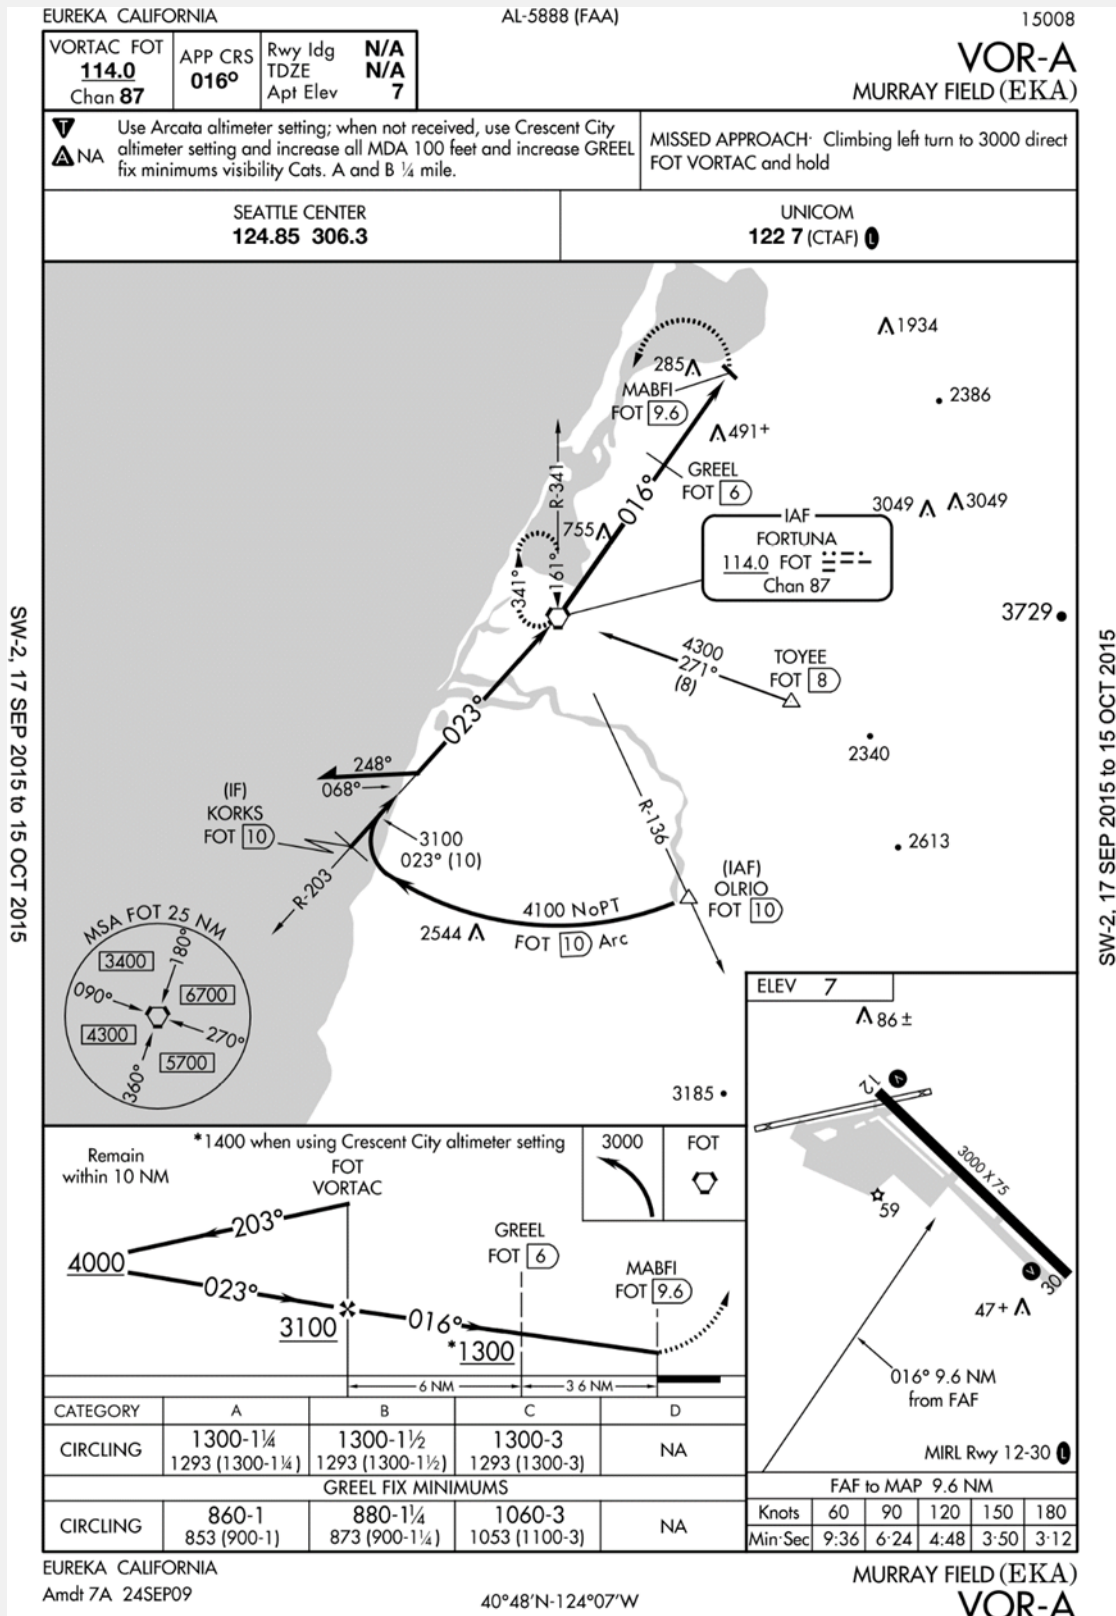 EUREKA CALIFORNIA
AL-5888 (FAA)
15008
VORTAC FOT
114.0
Chan 87
APP CRS
016°
Rwy Idg N/A
TDZE N/A
Apt Elev 7
VOR-A
MURRAY FIELD (EKA)
T
A NA
Use Arcata altimeter setting; when not received, use Crescent City
altimeter setting and increase all MDA 100 feet and increase GREEL
fix minimums visibility Cats. A and B ¼ mile.
MISSED APPROACH· Climbing left turn to 3000 direct
FOT VORTAC and hold
SEATTLE CENTER
124.85 306.3
UNICOM
122 7 (CTAF) L
1934
285
MABFI
FOT 9.6
2386
491+
GREEL
FOT 6
R-341
016°
3049
3049
755
IAF
FORTUNA
114.0 FOT
Chan 87
341°
161°
3729
4300
271°
(8)
TOYEE
FOT 8
023°
2340
248°
068°
(IF)
KORKS
FOT 10
3100
023° (10)
R-136
2613
R-203
(IAF)
OLRIO
FOT 10
4100 NoPT
FOT 10 Arc
2544
MSA FOT 25 NM
180°
3400
090°
6700
4300
270°
5700
360°
3185
ELEV 7
86 ±
12
V
3000 X 75
59
V
30
47+
016° 9.6 NM
from FAF
MIRL Rwy 12-30 L
FAF to MAP 9.6 NM
Knots 60 90 120 150 180
Min·Sec 9:36 6·24 4:48 3·50 3·12
*1400 when using Crescent City altimeter setting
Remain
within 10 NM
FOT
VORTAC
3000
FOT
203°
4000
023°
3100
016°
GREEL
FOT 6
*1300
MABFI
FOT 9.6
6 NM
3 6 NM
CATEGORY A B C D
CIRCLING 1300-1¼ 1300-1½ 1300-3 NA
1293 (1300-1¼) 1293 (1300-1½) 1293 (1300-3)
GREEL FIX MINIMUMS
CIRCLING 860-1 880-1¼ 1060-3 NA
853 (900-1) 873 (900-1¼) 1053 (1100-3)
EUREKA CALIFORNIA
Amdt 7A 24SEP09
40°48'N-124°07'W
MURRAY FIELD (EKA)
VOR-A
SW-2, 17 SEP 2015 to 15 OCT 2015
SW-2, 17 SEP 2015 to 15 OCT 2015